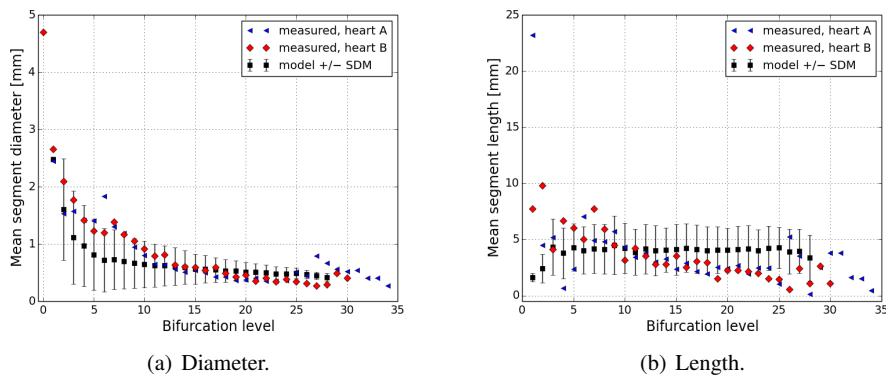 5
4
3
2
1
0
Mean segment diameter [mm]
measured, heart A
measured, heart B
model +/− SDM
0 5 10 15 20 25 30 35
Bifurcation level
(a) Diameter.
25
20
15
10
5
0
Mean segment length [mm]
measured, heart A
measured, heart B
model +/− SDM
0 5 10 15 20 25 30 35
Bifurcation level
(b) Length.